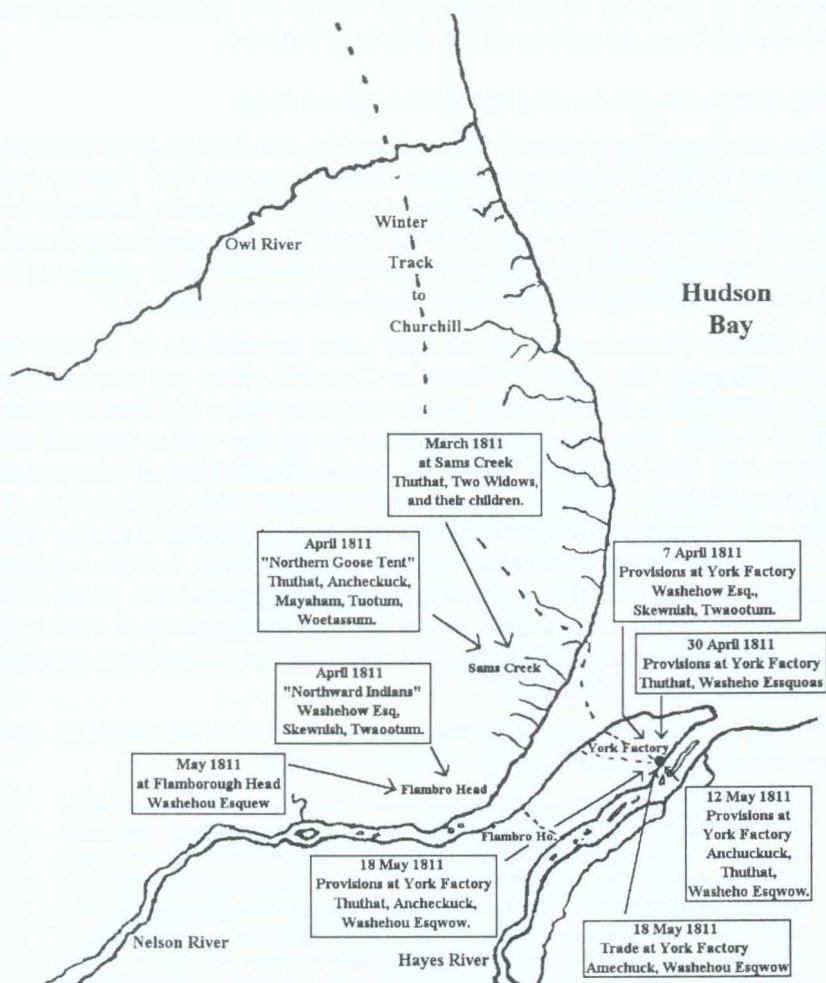 Owl River
Winter
Track
to
Churchill
Hudson
Bay
March 1811
at Sams Creek
Thuthat, Two Widows,
and their children.
April 1811
"Northern Goose Tent"
Thuthat, Ancheckuck,
Mayaham, Tuotum,
Woetassum.
7 April 1811
Provisions at York Factory
Washehow Esq.,
Skewnish, Twaootum.
30 April 1811
Provisions at York Factory
Thuthat, Washeho Essquoas
Sams Creek
April 1811
"Northward Indians"
Washehow Esq,
Skewnish, Twaootum.
May 1811
at Flamborough Head
Washehou Esquew
Flambro Head
York Factory
Flambro Ho.
12 May 1811
Provisions at
York Factory
Anchuckuck,
Thuthat,
Washeho Esqwow.
18 May 1811
Provisions at York Factory
Thuthat, Ancheckuck,
Washehou Esqwow.
Nelson River
Hayes River
18 May 1811
Trade at York Factory
Amechuck, Washehou Esqwow